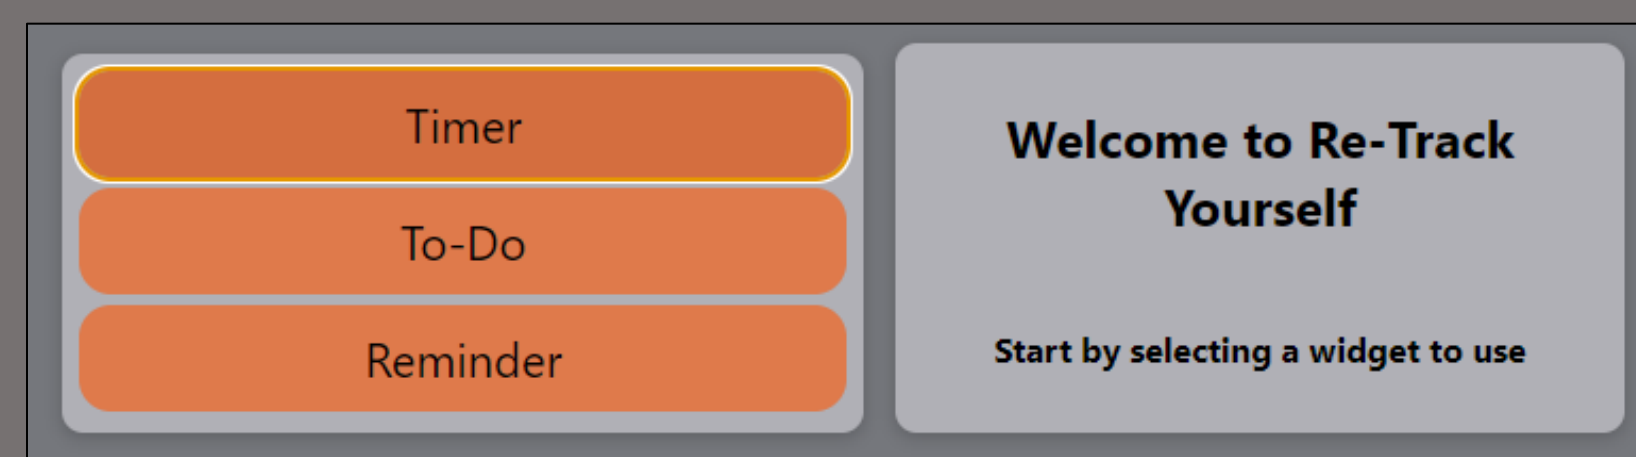 Timer
To-Do
Reminder
Welcome to Re-Track
Yourself
Start by selecting a widget to use